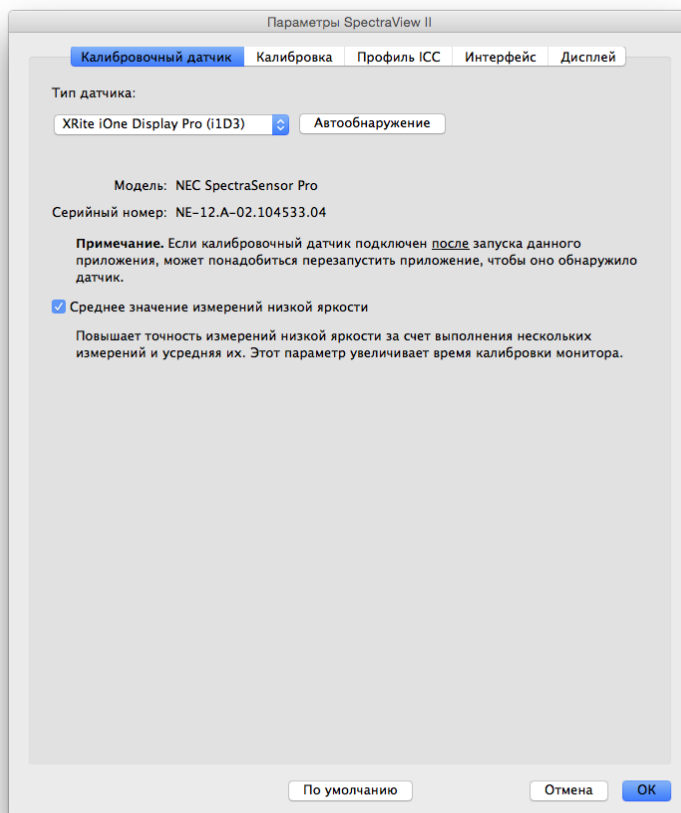 Параметры SpectraView II
Калибровочный датчик Калибровка Профиль ICC Интерфейс Дисплей
Тип датчика:
XRite iOne Display Pro (i1D3) Автообнаружение
Модель: NEC SpectraSensor Pro
Серийный номер: NE-12.A-02.104533.04
Примечание. Если калибровочный датчик подключен после запуска данного
приложения, может понадобиться перезапустить приложение, чтобы оно обнаружило
датчик.
Среднее значение измерений низкой яркости
Повышает точность измерений низкой яркости за счет выполнения нескольких
измерений и усредняя их. Этот параметр увеличивает время калибровки монитора.
По умолчанию Отмена OK